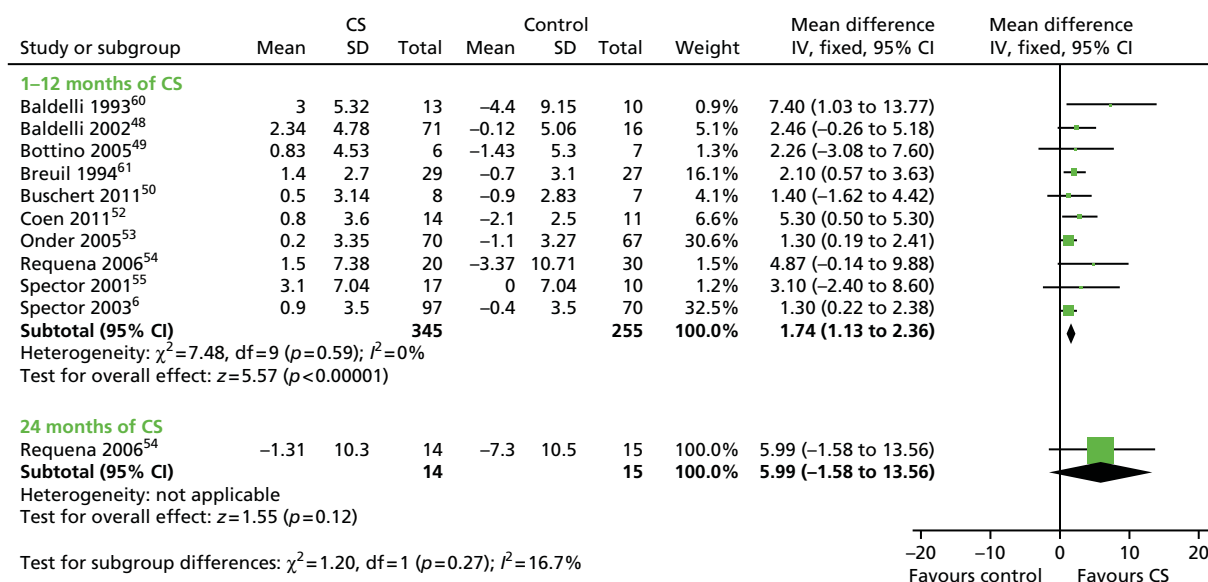 CS Control Mean difference Mean difference
Study or subgroup Mean SD Total Mean SD Total Weight IV, fixed, 95% CI IV, fixed, 95% CI
1–12 months of CS
Baldelli 1993⁶⁰ 3 5.32 13 –4.4 9.15 10 0.9% 7.40 (1.03 to 13.77)
Baldelli 2002⁴⁸ 2.34 4.78 71 –0.12 5.06 16 5.1% 2.46 (–0.26 to 5.18)
Bottino 2005⁴⁹ 0.83 4.53 6 –1.43 5.3 7 1.3% 2.26 (–3.08 to 7.60)
Breuil 1994⁶¹ 1.4 2.7 29 –0.7 3.1 27 16.1% 2.10 (0.57 to 3.63)
Buschert 2011⁵⁰ 0.5 3.14 8 –0.9 2.83 7 4.1% 1.40 (–1.62 to 4.42)
Coen 2011⁵² 0.8 3.6 14 –2.1 2.5 11 6.6% 5.30 (0.50 to 5.30)
Onder 2005⁵³ 0.2 3.35 70 –1.1 3.27 67 30.6% 1.30 (0.19 to 2.41)
Requena 2006⁵⁴ 1.5 7.38 20 –3.37 10.71 30 1.5% 4.87 (–0.14 to 9.88)
Spector 2001⁵⁵ 3.1 7.04 17 0 7.04 10 1.2% 3.10 (–2.40 to 8.60)
Spector 2003⁶ 0.9 3.5 97 –0.4 3.5 70 32.5% 1.30 (0.22 to 2.38)
Subtotal (95% CI) 345 255 100.0% 1.74 (1.13 to 2.36)
Heterogeneity: χ²=7.48, df=9 (p=0.59); I²=0%
Test for overall effect: z=5.57 (p<0.00001)
24 months of CS
Requena 2006⁵⁴ –1.31 10.3 14 –7.3 10.5 15 100.0% 5.99 (–1.58 to 13.56)
Subtotal (95% CI) 14 15 100.0% 5.99 (–1.58 to 13.56)
Heterogeneity: not applicable
Test for overall effect: z=1.55 (p=0.12)
Test for subgroup differences: χ²=1.20, df=1 (p=0.27); I²=16.7%
–20 –10 0 10 20
Favours control Favours CS